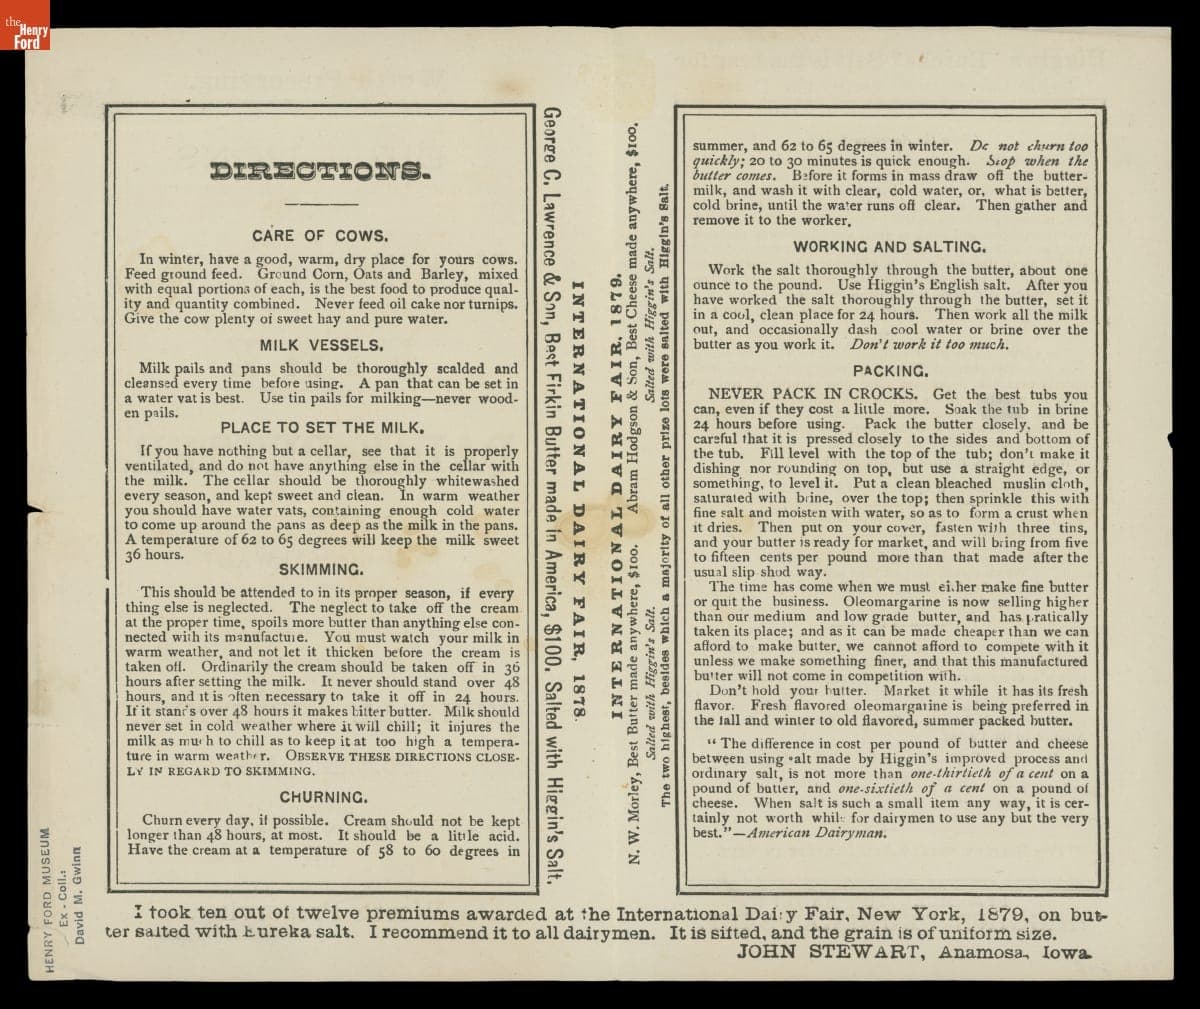 the
Henry
Ford
DIRECTIONS.
CARE OF COWS.
In winter, have a good, warm, dry place for yours cows.
Feed ground feed. Ground Corn, Oats and Barley, mixed
with equal portions of each, is the best food to produce qual-
ity and quantity combined. Never feed oil cake nor turnips.
Give the cow plenty of sweet hay and pure water.
MILK VESSELS.
Milk pails and pans should be thoroughly scalded and
cleansed every time before using. A pan that can be set in
a water vat is best. Use tin pails for milking—never wood-
en pails.
PLACE TO SET THE MILK.
If you have nothing but a cellar, see that it is properly
ventilated, and do not have anything else in the cellar with
the milk. The cellar should be thoroughly whitewashed
every season, and kept sweet and clean. In warm weather
you should have water vats, containing enough cold water
to come up around the pans as deep as the milk in the pans.
A temperature of 62 to 65 degrees will keep the milk sweet
36 hours.
SKIMMING.
This should be attended to in its proper season, if every
thing else is neglected. The neglect to take off the cream
at the proper time, spoils more butter than anything else con-
nected with its manufacture. You must watch your milk in
warm weather, and not let it thicken before the cream is
taken off. Ordinarily the cream should be taken off in 36
hours after setting the milk. It never should stand over 48
hours, and it is often necessary to take it off in 24 hours.
If it stands over 48 hours it makes bitter butter. Milk should
never set in cold weather where it will chill; it injures the
milk as much to chill as to keep it at too high a tempera-
ture in warm weather. OBSERVE THESE DIRECTIONS CLOSE-
LY IN REGARD TO SKIMMING.
CHURNING.
Churn every day, if possible. Cream should not be kept
longer than 48 hours, at most. It should be a little acid.
Have the cream at a temperature of 58 to 60 degrees in
George C. Lawrence & Son, Best Firkin Butter made in America, $100. Salted with Higgin's Salt.
INTERNATIONAL DAIRY FAIR, 1878.
INTERNATIONAL DAIRY FAIR, 1879.
N. W. Morley, Best Butter made anywhere, $100. Abram Hodgson & Son, Best Cheese made anywhere, $100.
Salted with Higgin's Salt. Salted with Higgin's Salt.
The two highest, besides which a majority of all other prize lots were salted with Higgin's Salt.
summer, and 62 to 65 degrees in winter. Do not churn too
quickly; 20 to 30 minutes is quick enough. Stop when the
butter comes. Before it forms in mass draw off the butter-
milk, and wash it with clear, cold water, or, what is better,
cold brine, until the water runs off clear. Then gather and
remove it to the worker.
WORKING AND SALTING.
Work the salt thoroughly through the butter, about one
ounce to the pound. Use Higgin's English salt. After you
have worked the salt thoroughly through the butter, set it
in a cool, clean place for 24 hours. Then work all the milk
out, and occasionally dash cool water or brine over the
butter as you work it. Don't work it too much.
PACKING.
NEVER PACK IN CROCKS. Get the best tubs you
can, even if they cost a little more. Soak the tub in brine
24 hours before using. Pack the butter closely, and be
careful that it is pressed closely to the sides and bottom of
the tub. Fill level with the top of the tub; don't make it
dishing nor rounding on top, but use a straight edge, or
something, to level it. Put a clean bleached muslin cloth,
saturated with brine, over the top; then sprinkle this with
fine salt and moisten with water, so as to form a crust when
it dries. Then put on your cover, fasten with three tins,
and your butter is ready for market, and will bring from five
to fifteen cents per pound more than that made after the
usual slip shod way.
The time has come when we must either make fine butter
or quit the business. Oleomargarine is now selling higher
than our medium and low grade butter, and has pratically
taken its place; and as it can be made cheaper than we can
afford to make butter, we cannot afford to compete with it
unless we make something finer, and that this manufactured
butter will not come in competition with.
Don't hold your butter. Market it while it has its fresh
flavor. Fresh flavored oleomargarine is being preferred in
the fall and winter to old flavored, summer packed butter.
"The difference in cost per pound of butter and cheese
between using salt made by Higgin's improved process and
ordinary salt, is not more than one-thirtieth of a cent on a
pound of butter, and one-sixtieth of a cent on a pound of
cheese. When salt is such a small item any way, it is cer-
tainly not worth while for dairymen to use any but the very
best."—American Dairyman.
I took ten out of twelve premiums awarded at the International Dairy Fair, New York, 1879, on but-
ter salted with Eureka salt. I recommend it to all dairymen. It is sifted, and the grain is of uniform size.
JOHN STEWART, Anamosa, Iowa.
HENRY FORD MUSEUM
Ex - Coll.:
David M. Gwinn